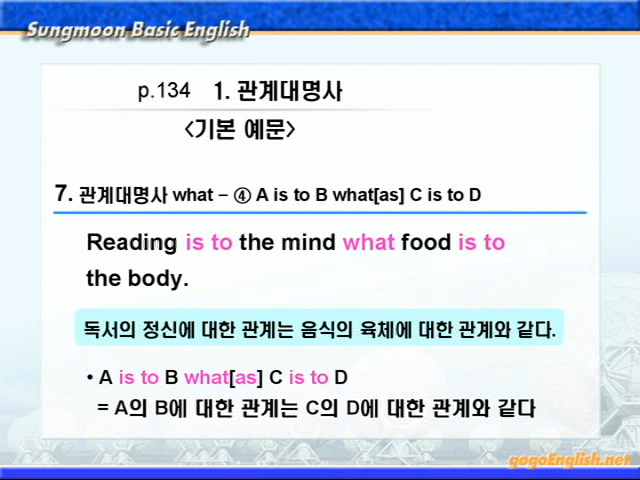 Sungmoon Basic English
p.134 1. 관계대명사
<기본 예문>
7. 관계대명사 what – ④ A is to B what[as] C is to D
Reading is to the mind what food is to
the body.
독서의 정신에 대한 관계는 음식의 육체에 대한 관계와 같다.
• A is to B what[as] C is to D
= A의 B에 대한 관계는 C의 D에 대한 관계와 같다
gogoEnglish.net